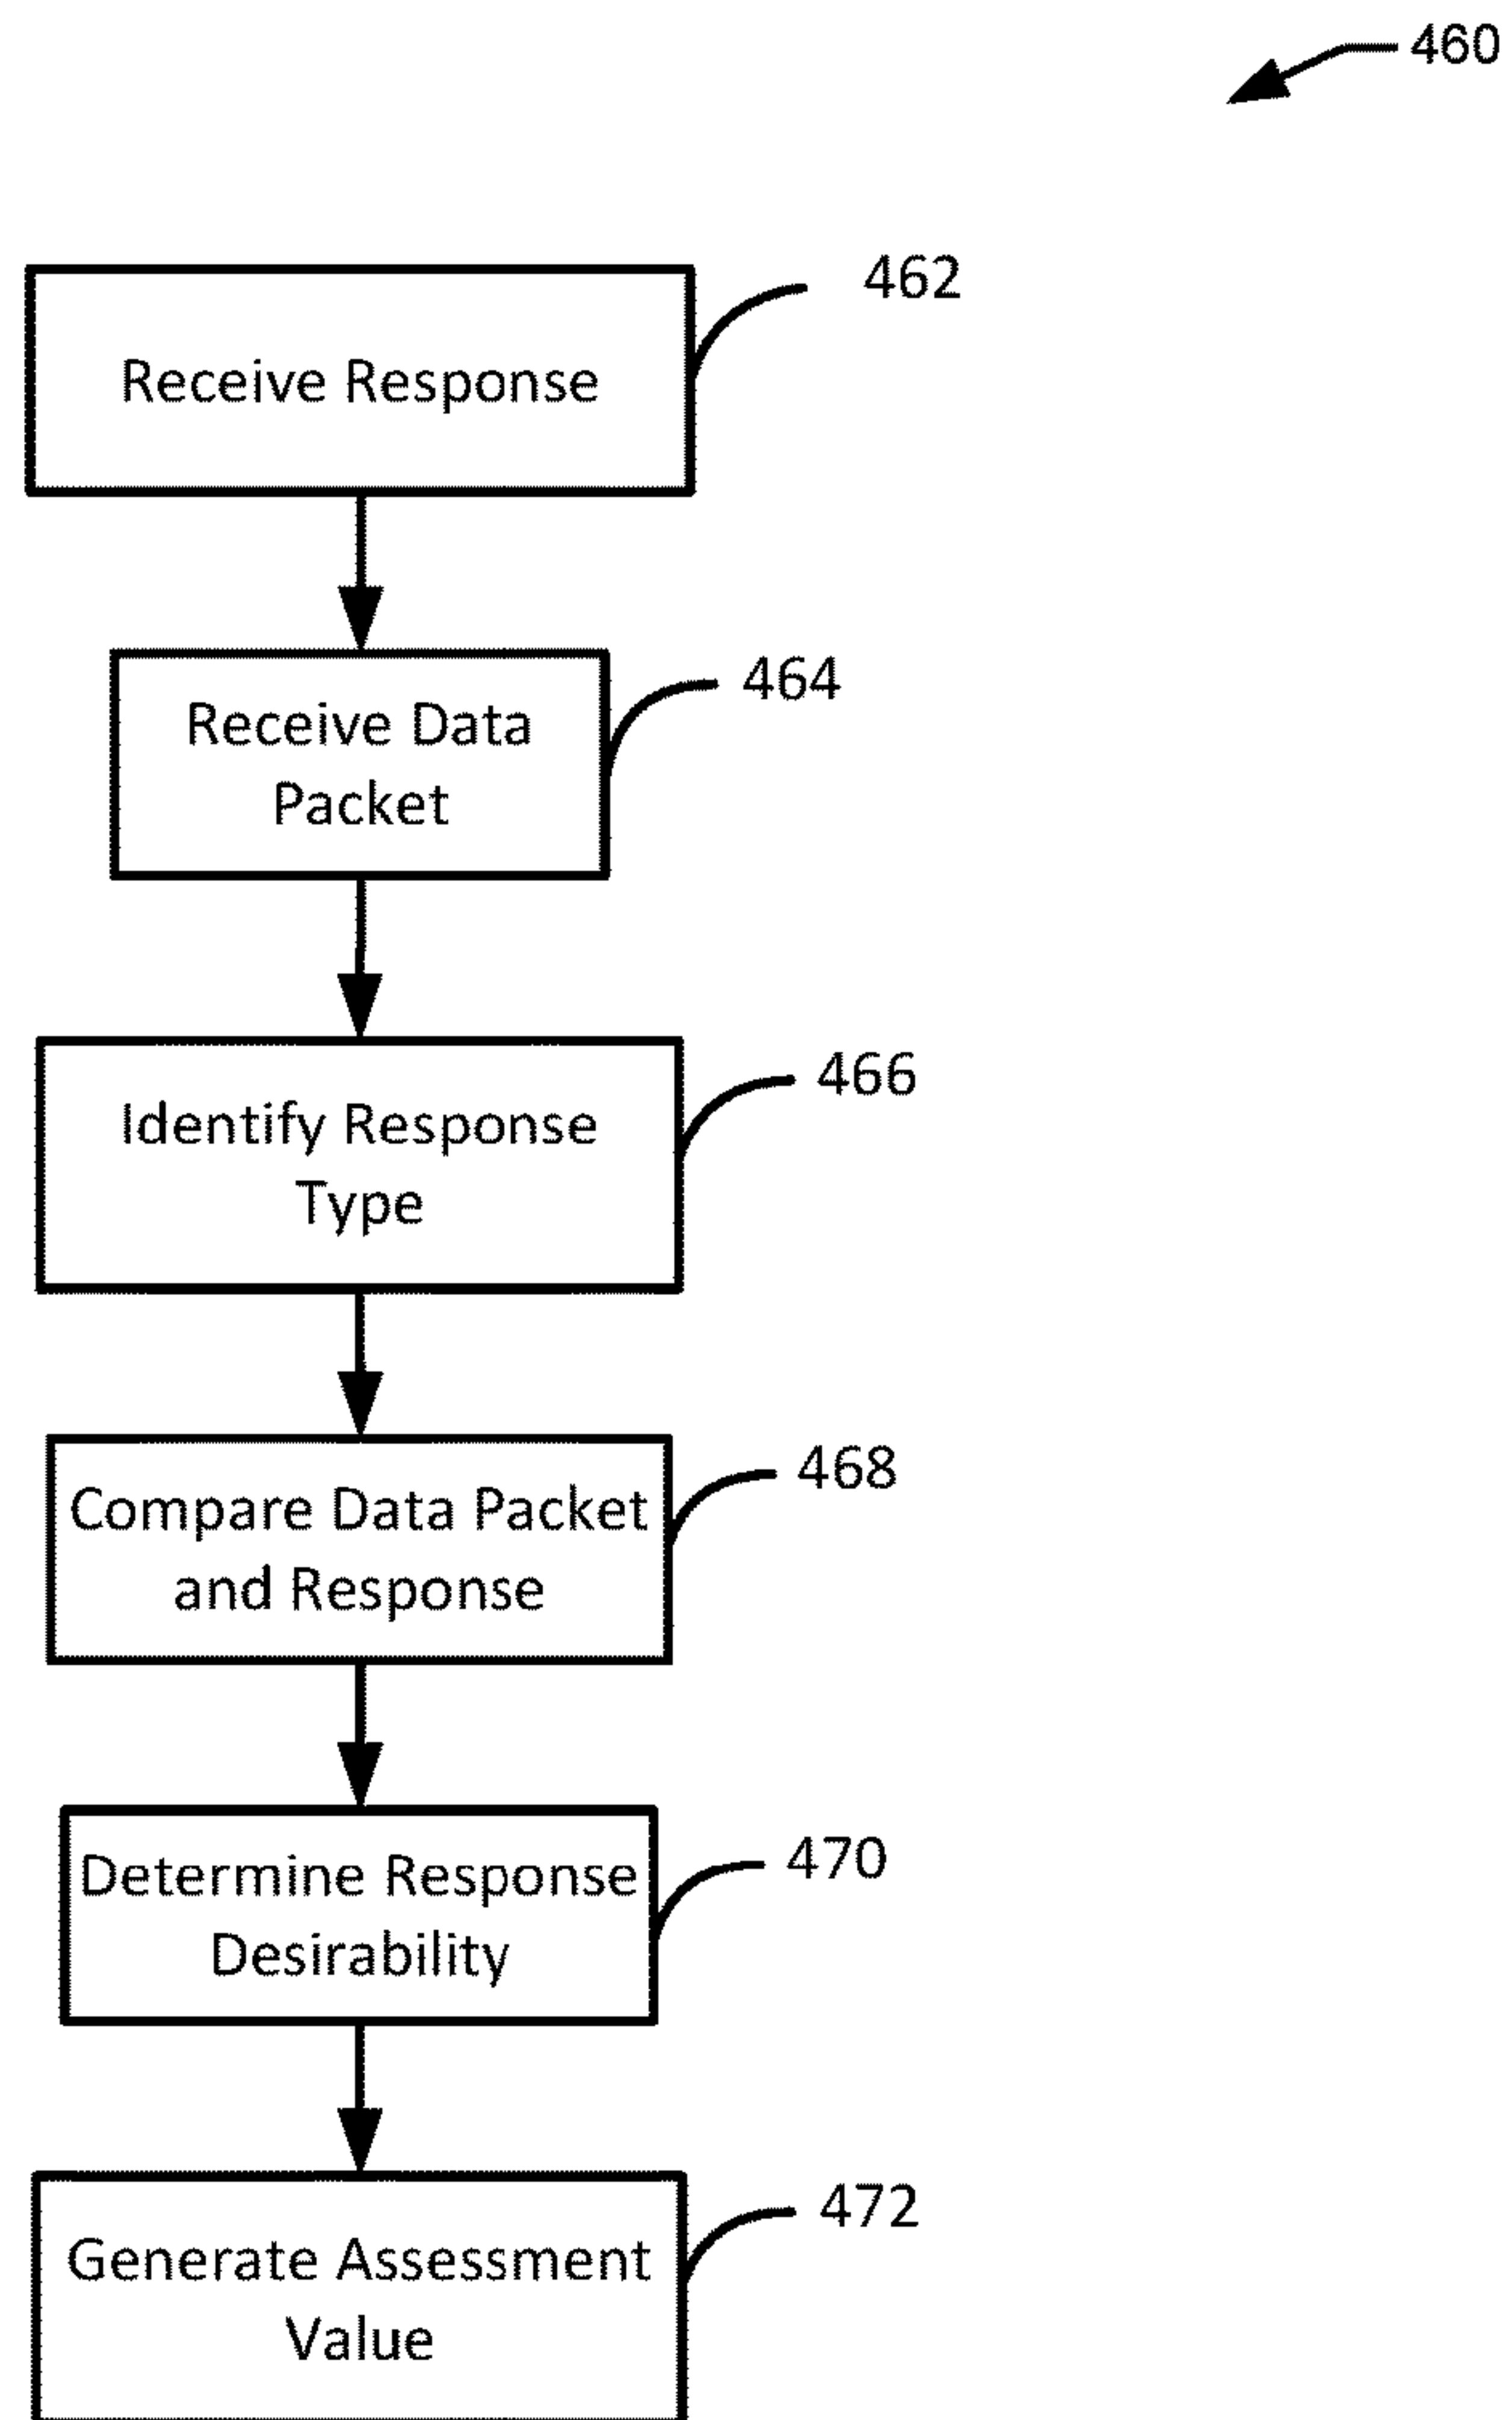 460
462
Receive Response
464
Receive Data
Packet
466
Identify Response
Type
468
Compare Data Packet
and Response
470
Determine Response
Desirability
472
Generate Assessment
Value